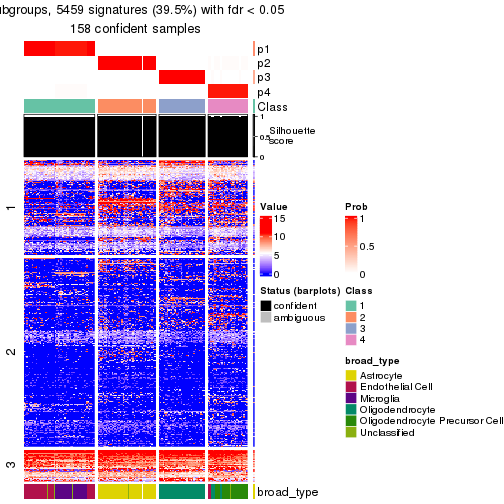 ubgroups, 5459 signatures (39.5%) with fdr < 0.05
158 confident samples
p1
p2
p3
p4
Class
1
0.5
0
Silhouette
score
1
2
3
broad_type
Value
15
10
5
0
Prob
1
0.5
0
Status (barplots)
confident
ambiguous
Class
1
2
3
4
broad_type
Astrocyte
Endothelial Cell
Microglia
Oligodendrocyte
Oligodendrocyte Precursor Cell
Unclassified